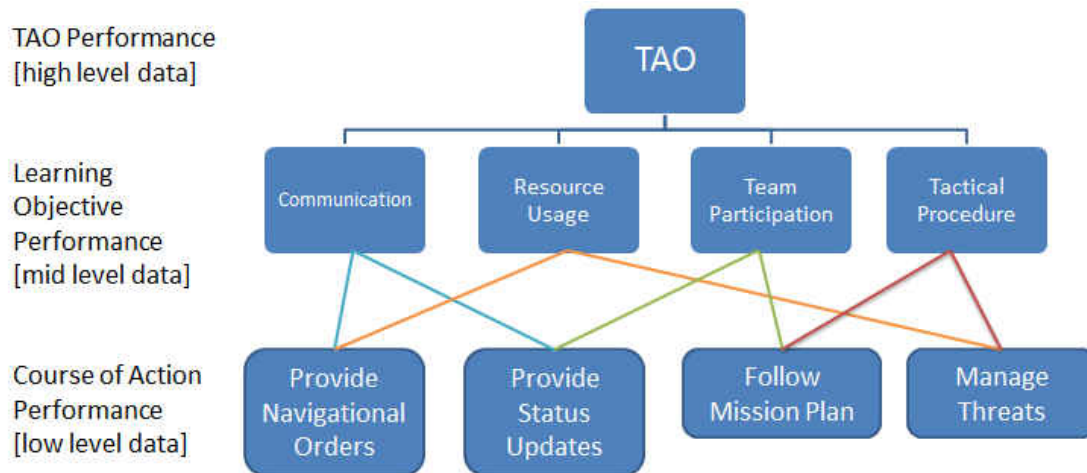 TAO Performance
[high level data]
TAO
Learning
Objective
Performance
[mid level data]
Communication
Resource
Usage
Team
Participation
Tactical
Procedure
Course of Action
Performance
[low level data]
Provide
Navigational
Orders
Provide
Status
Updates
Follow
Mission Plan
Manage
Threats